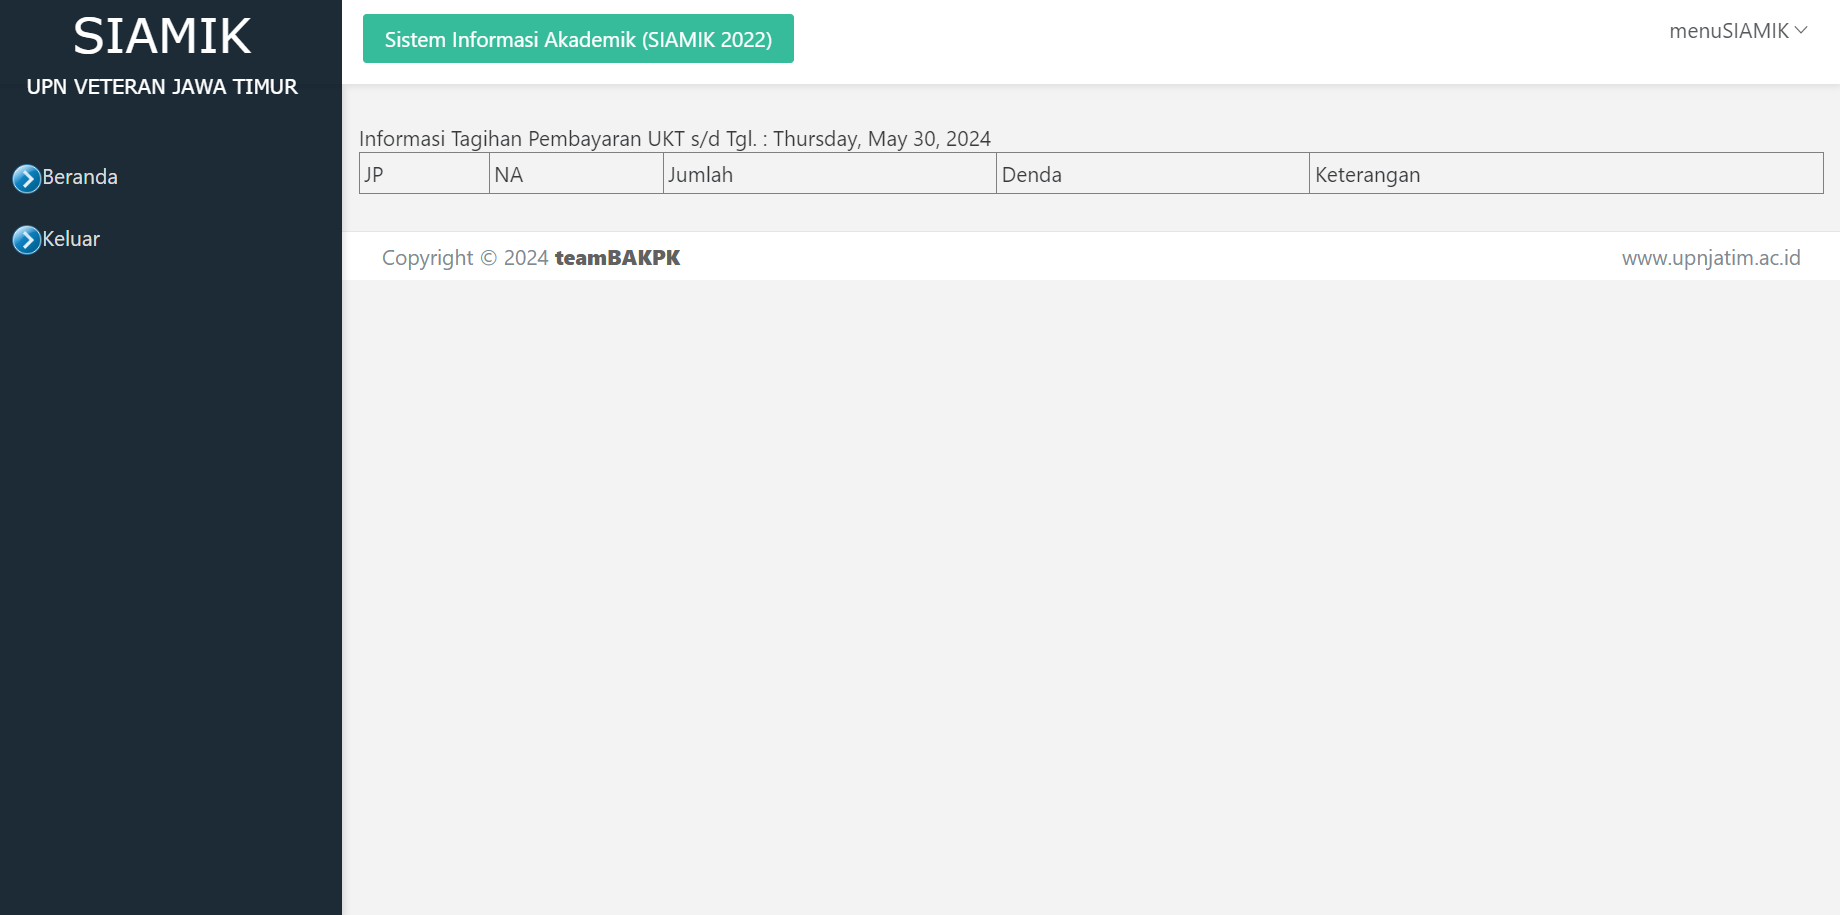 SIAMIK
UPN VETERAN JAWA TIMUR
Beranda
Keluar
Sistem Informasi Akademik (SIAMIK 2022)
menuSIAMIK
Informasi Tagihan Pembayaran UKT s/d Tgl. : Thursday, May 30, 2024
JP NA Jumlah Denda Keterangan
Copyright © 2024 teamBAKPK
www.upnjatim.ac.id